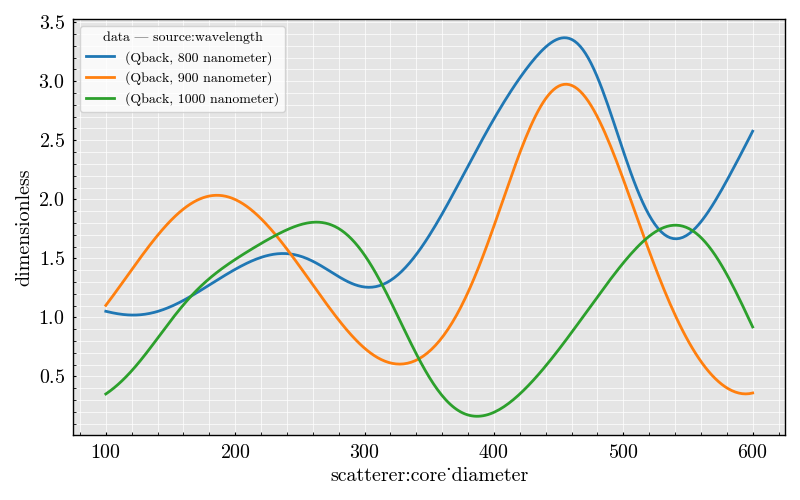 data — source:wavelength
(Qback, 800 nanometer)
(Qback, 900 nanometer)
(Qback, 1000 nanometer)
3.5
3.0
2.5
2.0
1.5
1.0
0.5
dimensionless
100 200 300 400 500 600
scatterer:core˙diameter